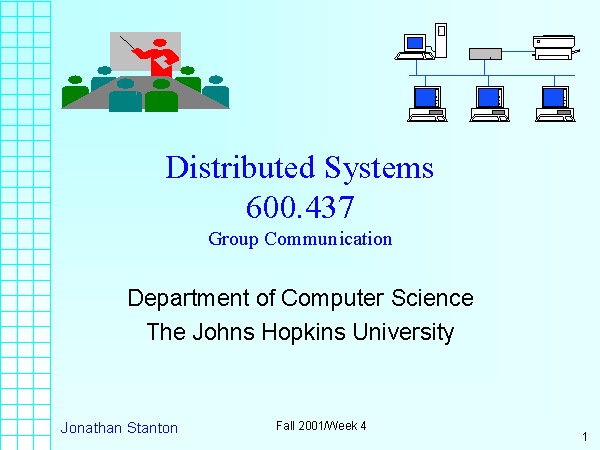 Distributed Systems
600.437
Group Communication
Department of Computer Science
The Johns Hopkins University
Jonathan Stanton
Fall 2001/Week 4
1